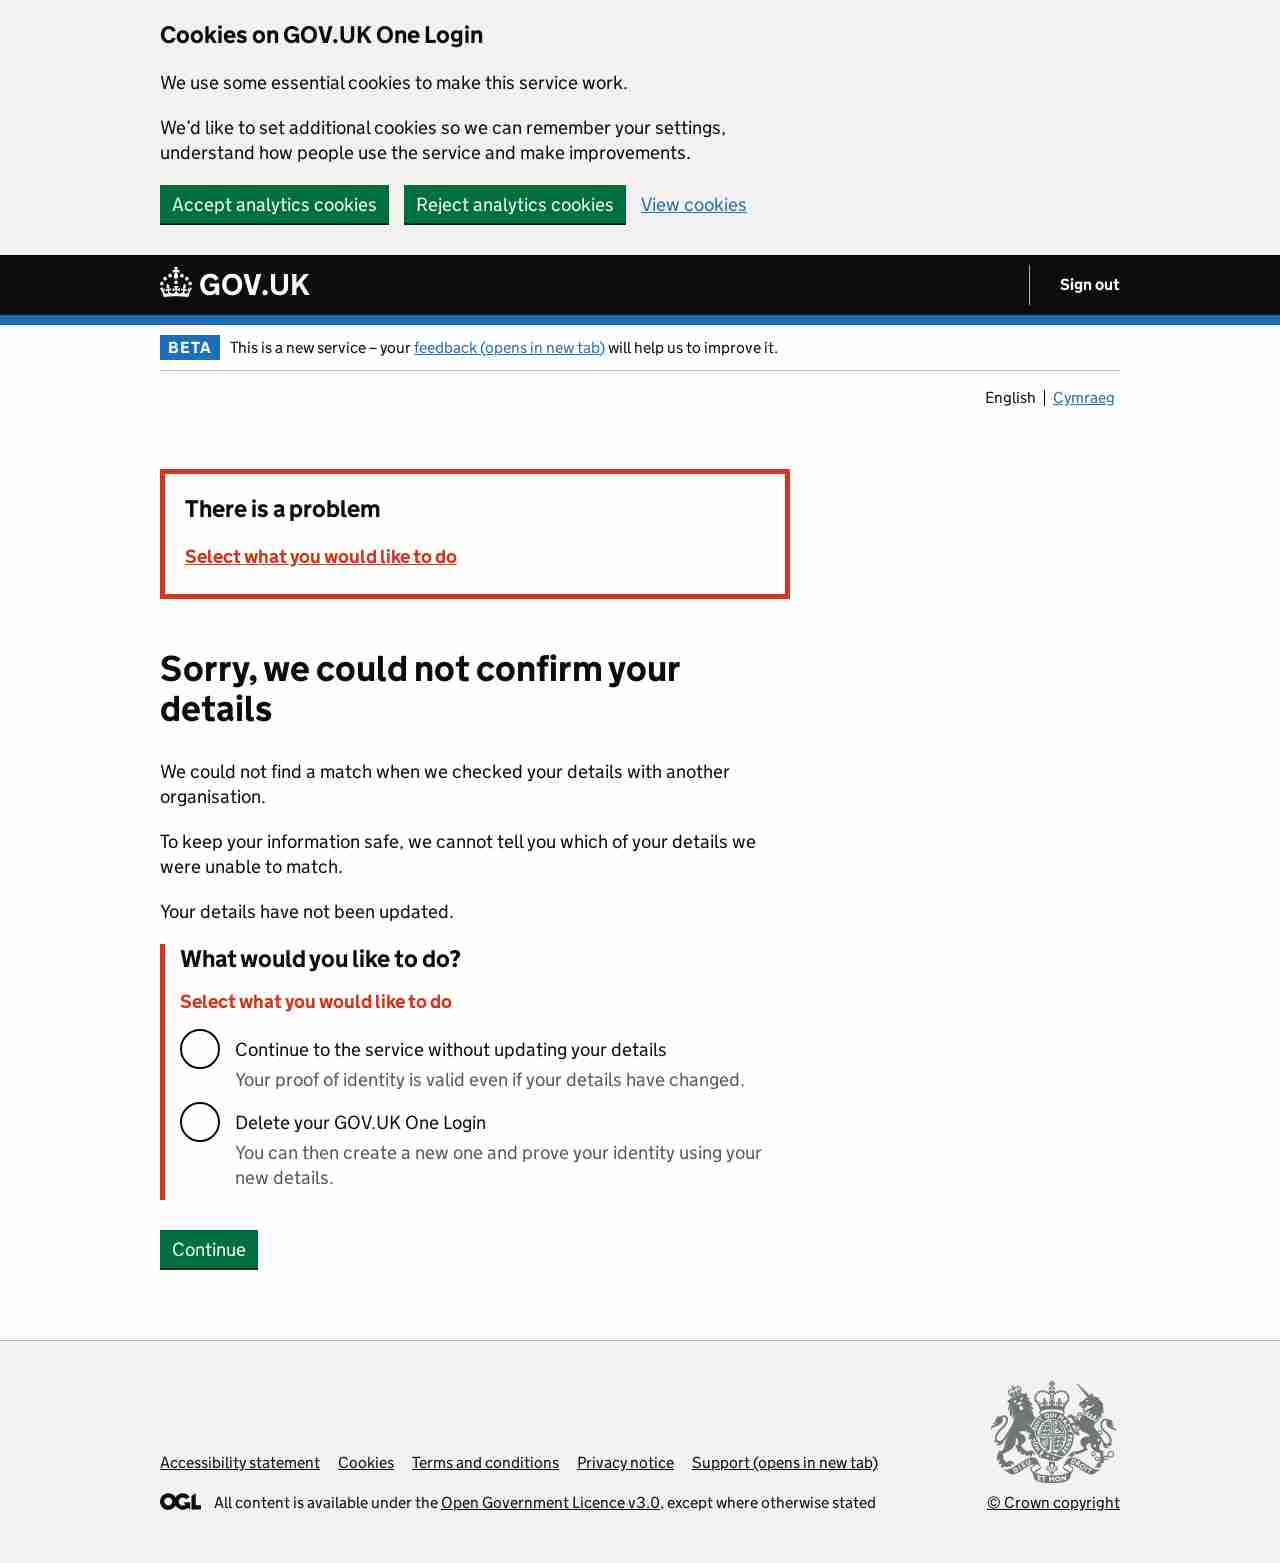 Cookies on GOV.UK One Login
We use some essential cookies to make this service work.
We’d like to set additional cookies so we can remember your settings,
understand how people use the service and make improvements.
Accept analytics cookies Reject analytics cookies View cookies
GOV.UK Sign out
BETA This is a new service – your feedback (opens in new tab) will help us to improve it.
English Cymraeg
There is a problem
Select what you would like to do
Sorry, we could not confirm your
details
We could not find a match when we checked your details with another
organisation.
To keep your information safe, we cannot tell you which of your details we
were unable to match.
Your details have not been updated.
What would you like to do?
Select what you would like to do
Continue to the service without updating your details
Your proof of identity is valid even if your details have changed.
Delete your GOV.UK One Login
You can then create a new one and prove your identity using your
new details.
Continue
Accessibility statement Cookies Terms and conditions Privacy notice Support (opens in new tab)
OGL All content is available under the Open Government Licence v3.0, except where otherwise stated
© Crown copyright